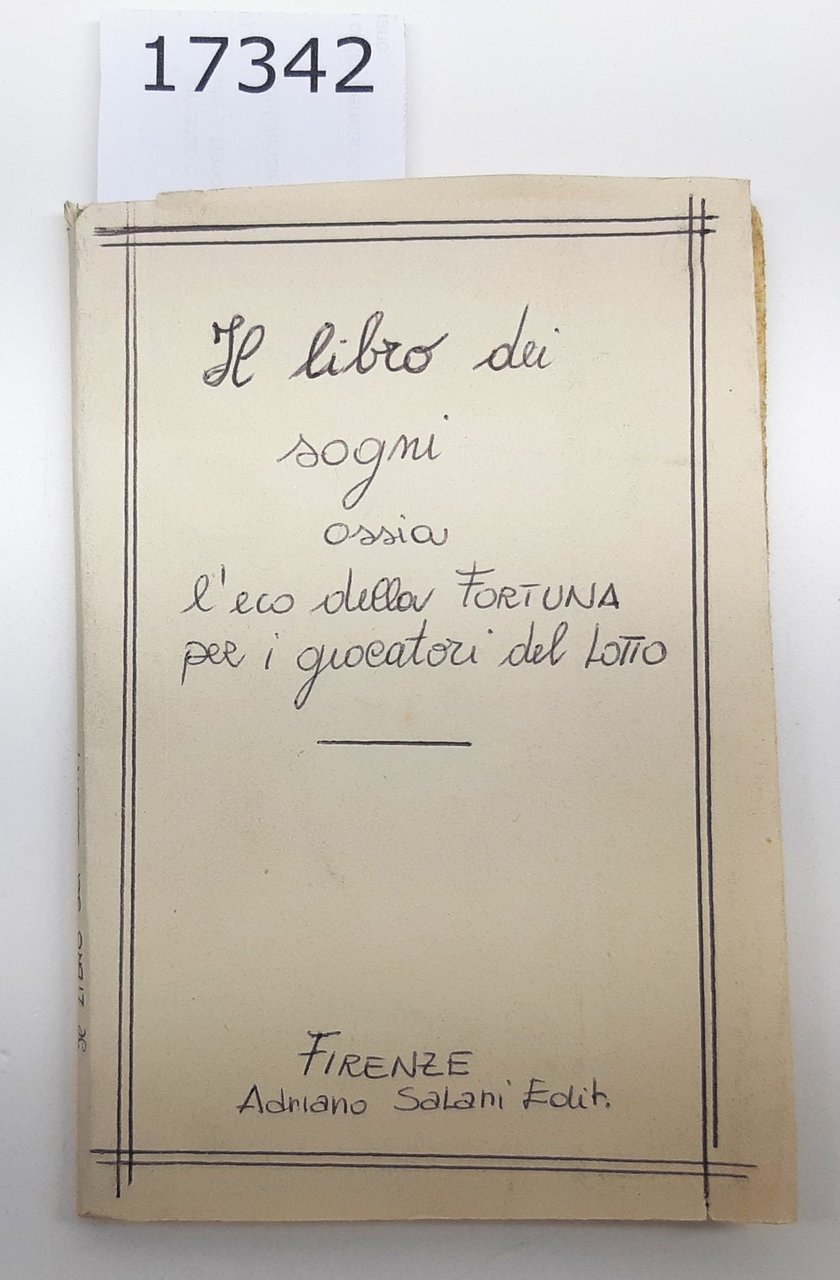 17342
Il libro dei
sogni
ossia
l'eco della FORTUNA
per i giocatori del LOTTO
FIRENZE
Adriano Salani Edit.